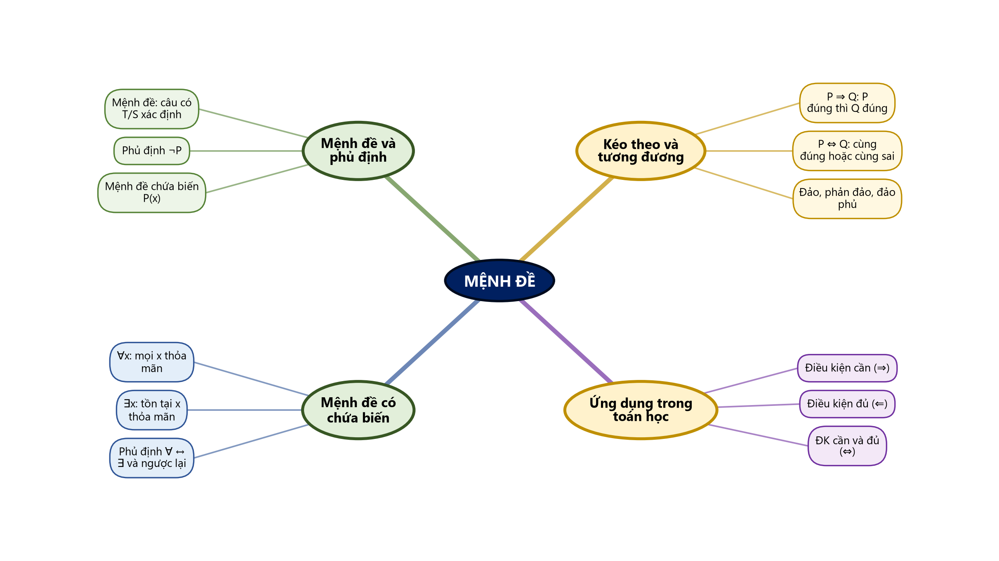 Mệnh đề: câu có
T/S xác định
Phủ định ¬P
Mệnh đề chứa biến
P(x)
Mệnh đề và
phủ định
Kéo theo và
tương đương
P ⇒ Q: P
đúng thì Q đúng
P ⇔ Q: cùng
đúng hoặc cùng sai
Đảo, phản đảo, đảo
phủ
MỆNH ĐỀ
∀x: mọi x thỏa
mãn
∃x: tồn tại x
thỏa mãn
Phủ định ∀ ↔
∃ và ngược lại
Mệnh đề có
chứa biến
Ứng dụng trong
toán học
Điều kiện cần (⇒)
Điều kiện đủ (⇐)
ĐK cần và đủ
(⇔)